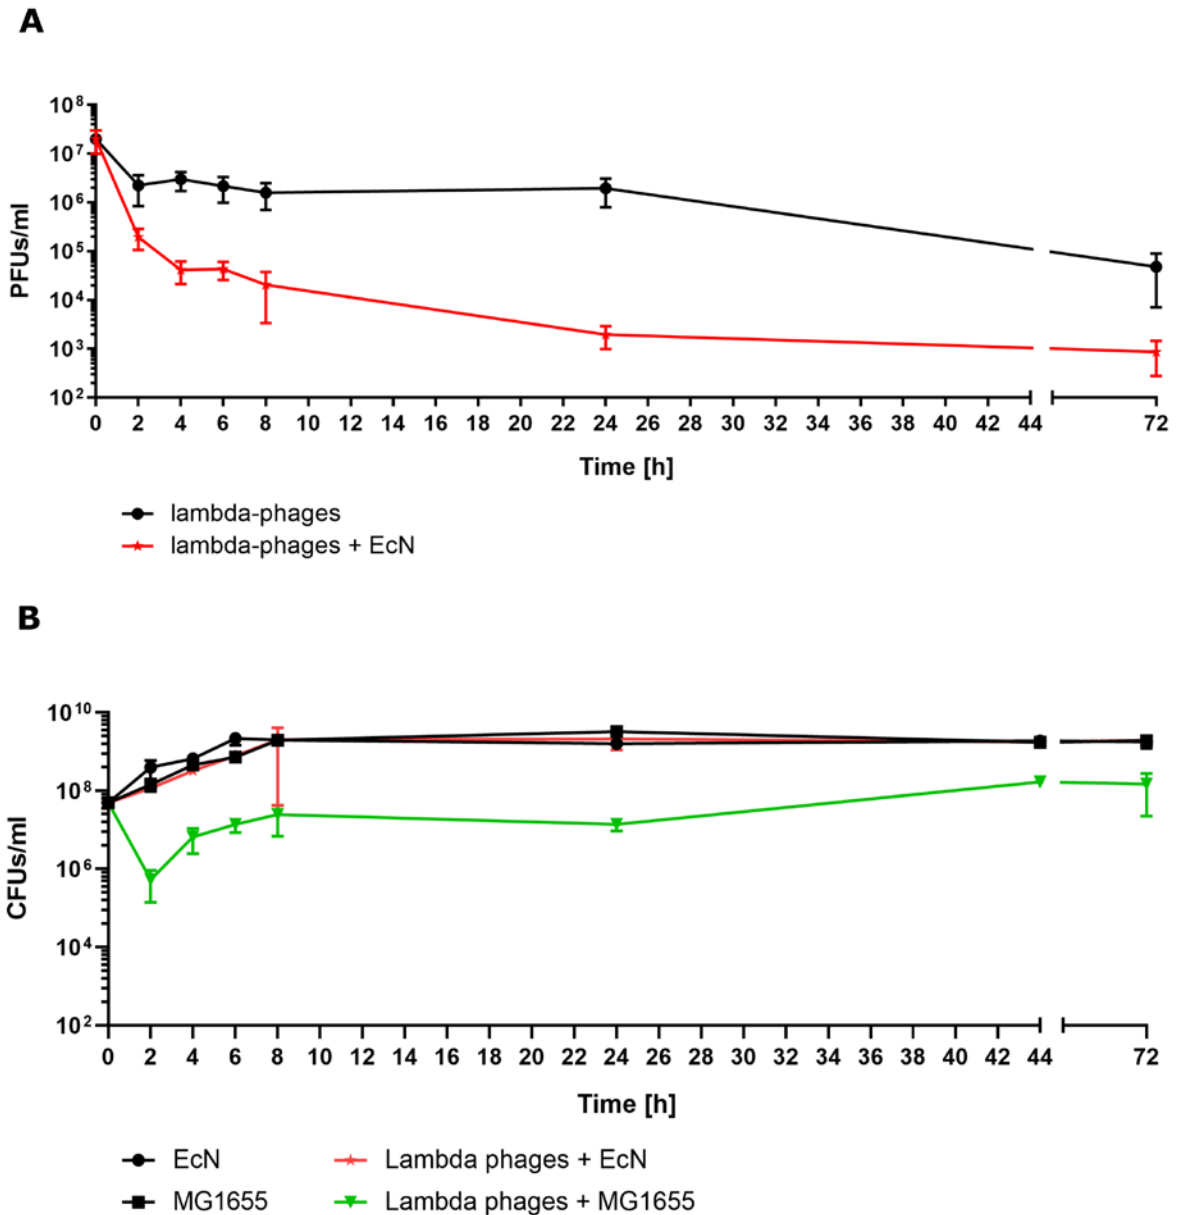 A
10⁸
10⁷
10⁶
10⁵
10⁴
10³
10²
PFUs/ml
0 2 4 6 8 10 12 14 16 18 20 22 24 26 28 30 32 34 36 38 40 42 44 72
Time [h]
lambda-phages
lambda-phages + EcN
B
10¹⁰
10⁸
10⁶
10⁴
10²
CFUs/ml
0 2 4 6 8 10 12 14 16 18 20 22 24 26 28 30 32 34 36 38 40 42 44 72
Time [h]
EcN Lambda phages + EcN
MG1655 Lambda phages + MG1655